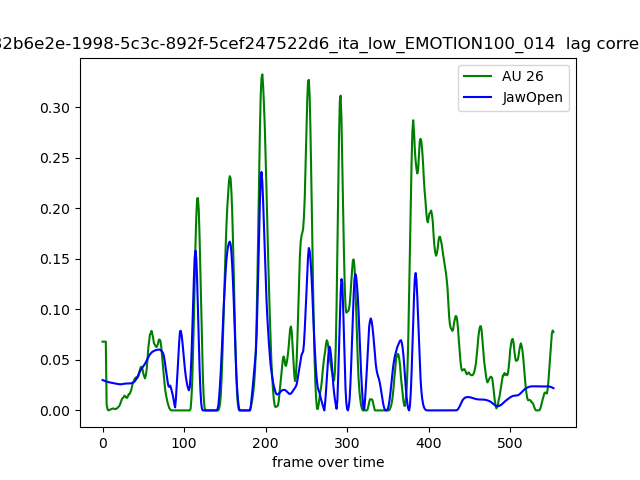 32b6e2e-1998-5c3c-892f-5cef247522d6_ita_low_EMOTION100_014 lag corre
AU 26
JawOpen
0.30
0.25
0.20
0.15
0.10
0.05
0.00
0 100 200 300 400 500
frame over time